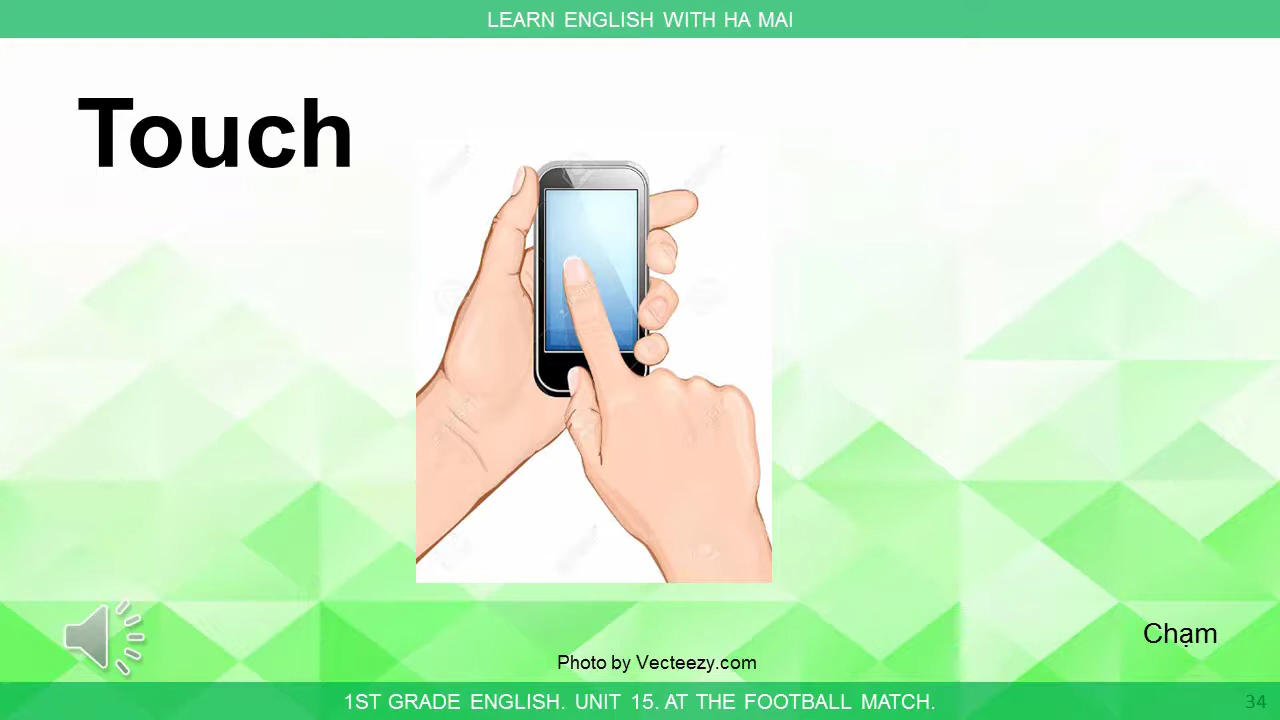 LEARN ENGLISH WITH HA MAI
Touch
Chạm
Photo by Vecteezy.com
1ST GRADE ENGLISH. UNIT 15. AT THE FOOTBALL MATCH.
34